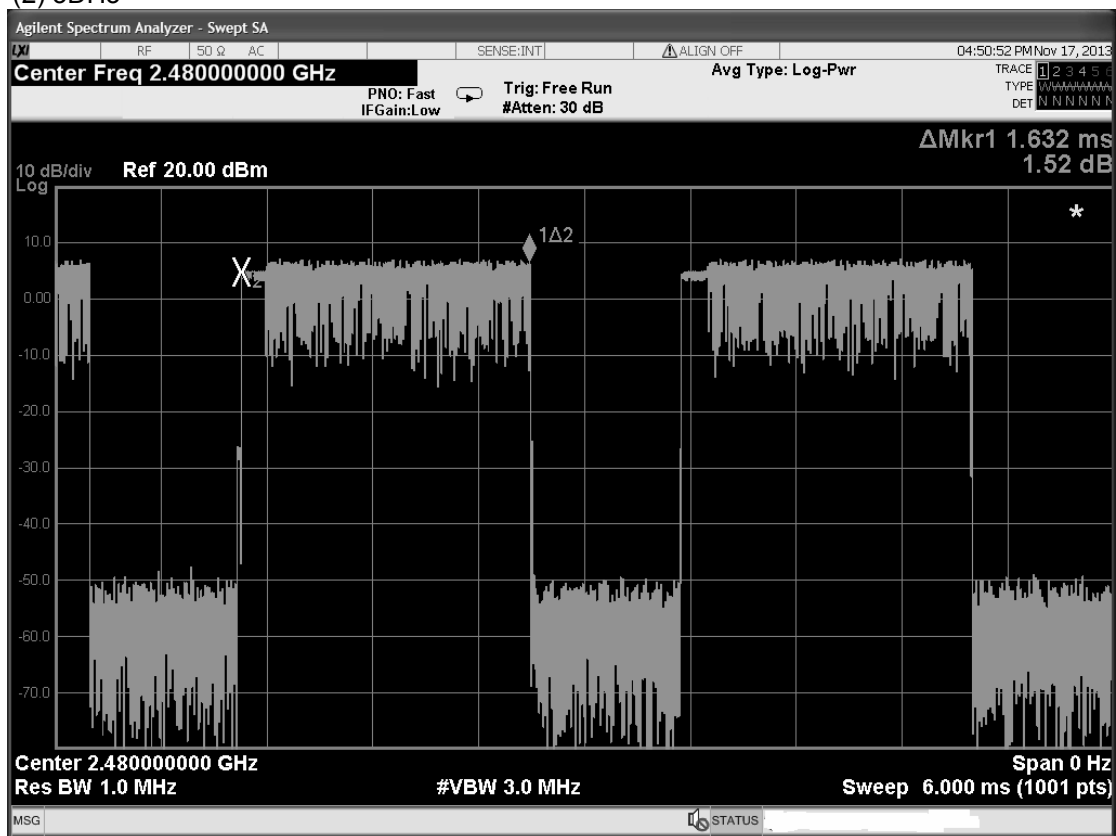 Agilent Spectrum Analyzer - Swept SA
LXI RF 50 Ω AC SENSE:INT ⚠ALIGN OFF 04:50:52 PM Nov 17, 2013
Center Freq 2.480000000 GHz Avg Type: Log-Pwr TRACE 1 2 3 4 5 6
PNO: Fast Trig: Free Run TYPE
IFGain:Low #Atten: 30 dB DET N N N N N N
ΔMkr1 1.632 ms
10 dB/div Ref 20.00 dBm 1.52 dB
Log
*
10.0
1Δ2
X2
0.00
-10.0
-20.0
-30.0
-40.0
-50.0
-60.0
-70.0
Center 2.480000000 GHz Span 0 Hz
Res BW 1.0 MHz #VBW 3.0 MHz Sweep 6.000 ms (1001 pts)
MSG STATUS